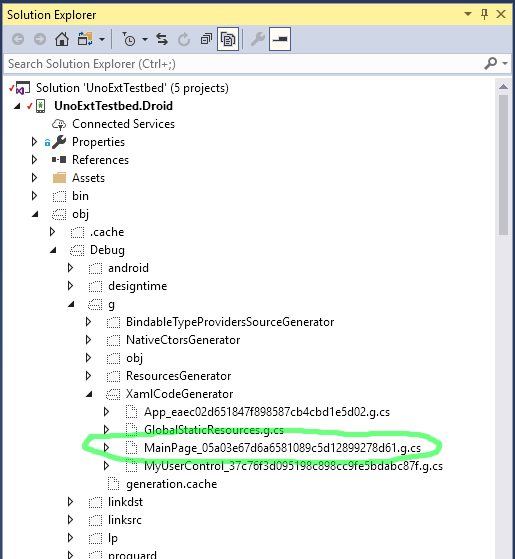 Solution Explorer
Search Solution Explorer (Ctrl+;)
Solution 'UnoExtTestbed' (5 projects)
UnoExtTestbed.Droid
Connected Services
Properties
References
Assets
bin
obj
.cache
Debug
android
designtime
g
BindableTypeProvidersSourceGenerator
NativeCtorsGenerator
obj
ResourcesGenerator
XamlCodeGenerator
App_eaec02d651847f898587cb4cbd1e5d02.g.cs
GlobalStaticResources.g.cs
MainPage_05a03e67d6a6581089c5d12899278d61.g.cs
MyUserControl_37c76f3d095198c898cc9fe5bdabc87f.g.cs
generation.cache
linkdst
linksrc
lp
proguard